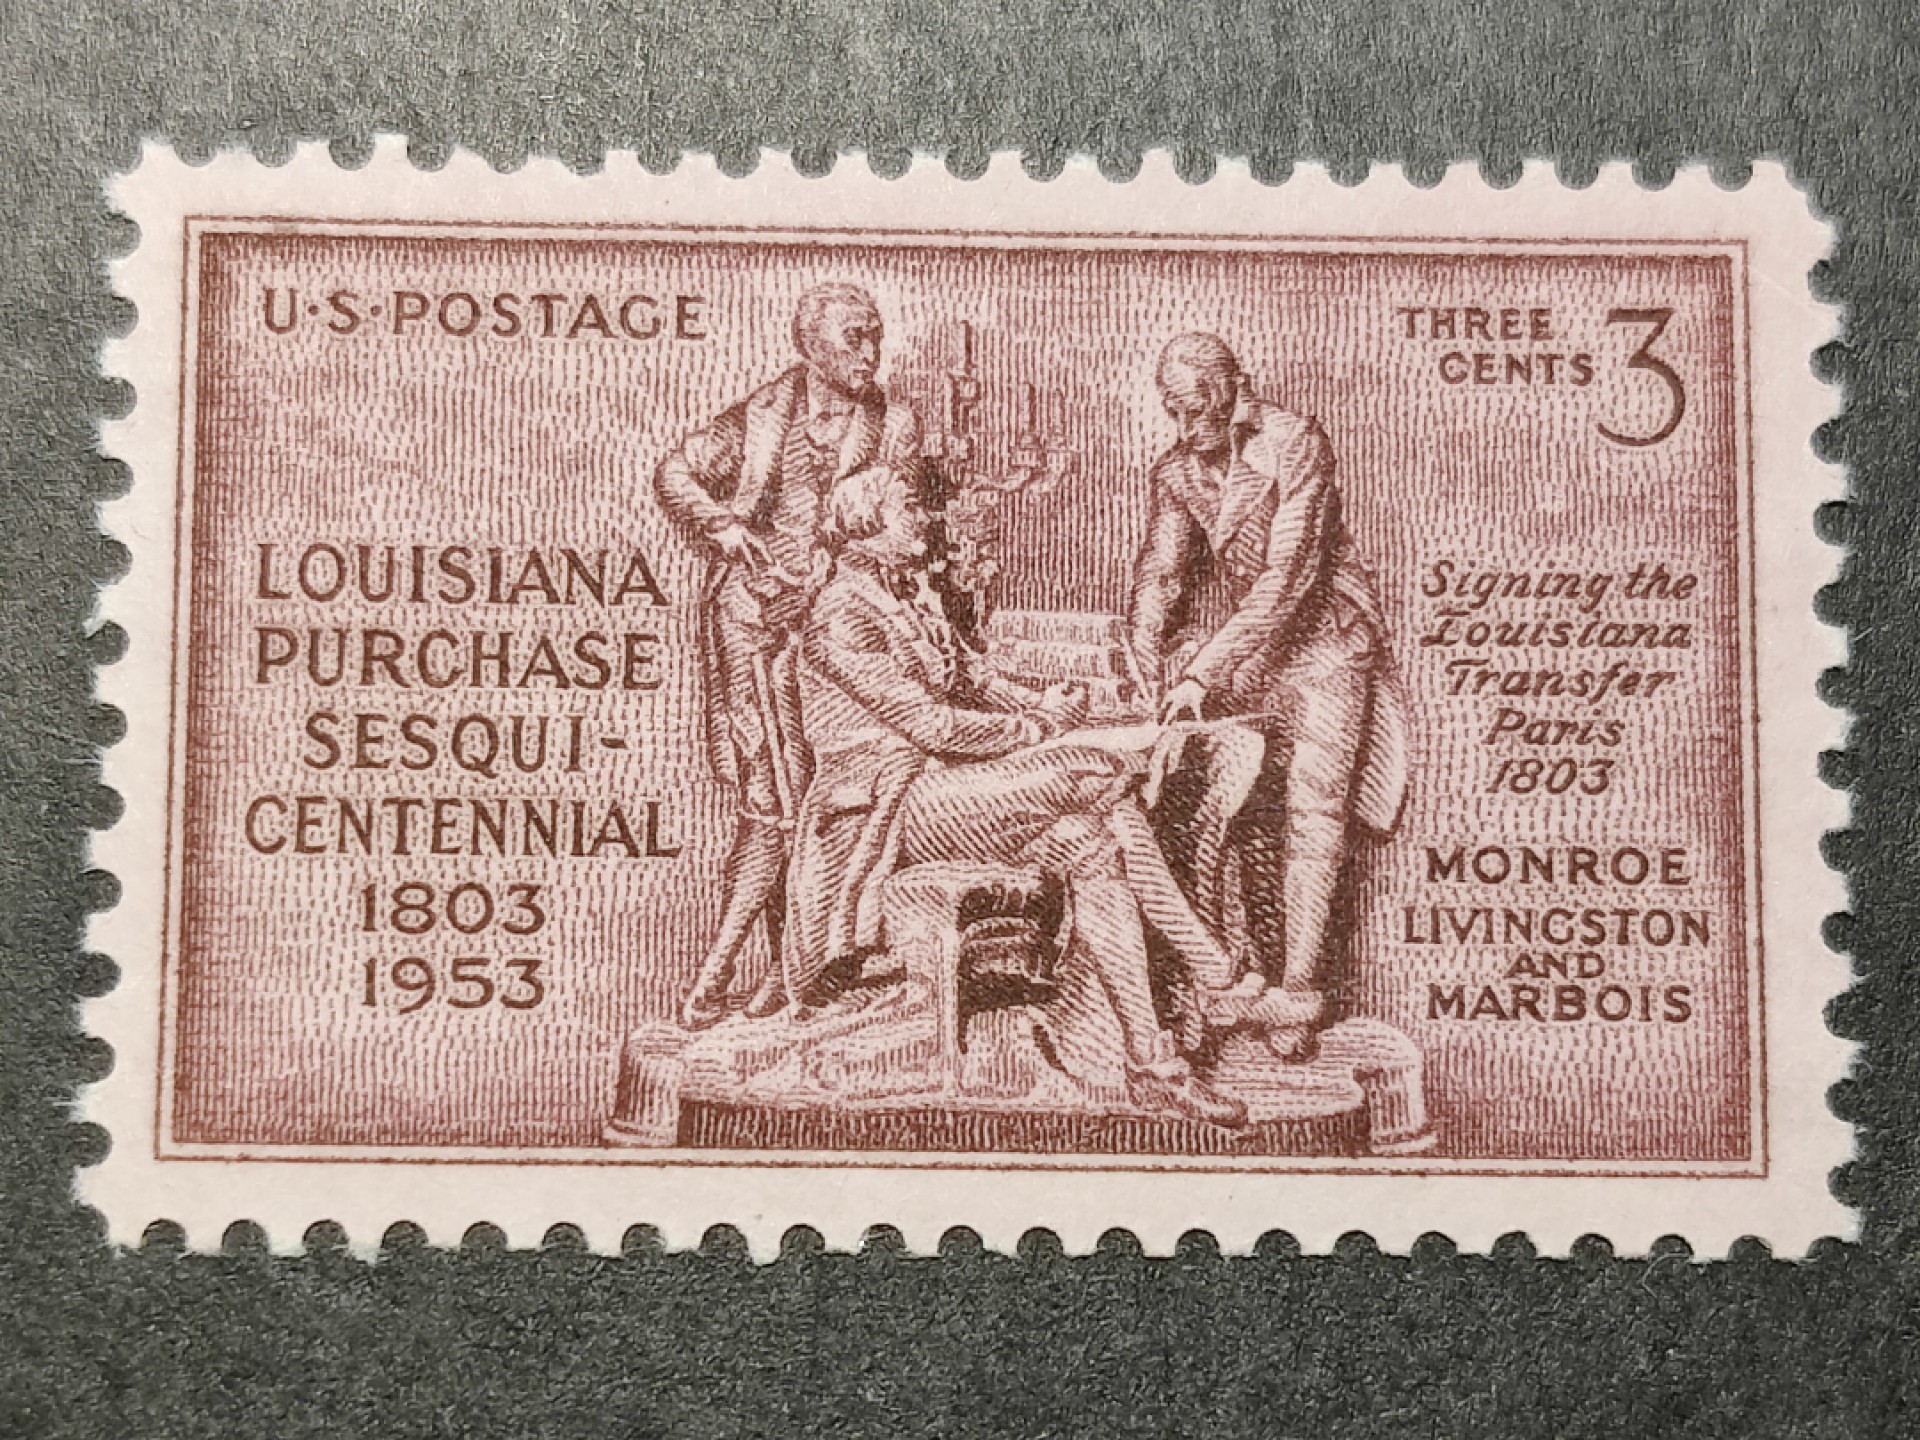 U·S·POSTAGE
THREE
CENTS
3
LOUISIANA
PURCHASE
SESQUI-
CENTENNIAL
1803
1953
Signing the
Louisiana
Transfer
Paris
1803
MONROE
LIVINGSTON
AND
MARBOIS